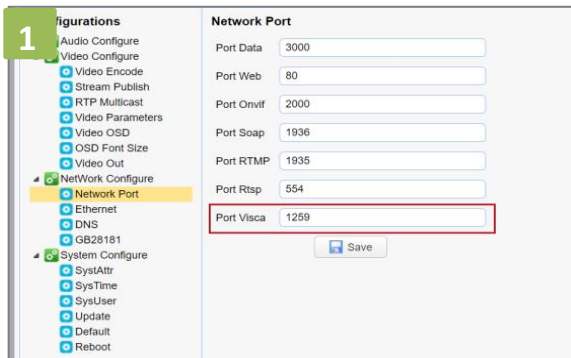 1
figurations
Audio Configure
Video Configure
Video Encode
Stream Publish
RTP Multicast
Video Parameters
Video OSD
OSD Font Size
Video Out
NetWork Configure
Network Port
Ethernet
DNS
GB28181
System Configure
SystAttr
SysTime
SysUser
Update
Default
Reboot
Network Port
Port Data 3000
Port Web 80
Port Onvif 2000
Port Soap 1936
Port RTMP 1935
Port Rtsp 554
Port Visca 1259
Save